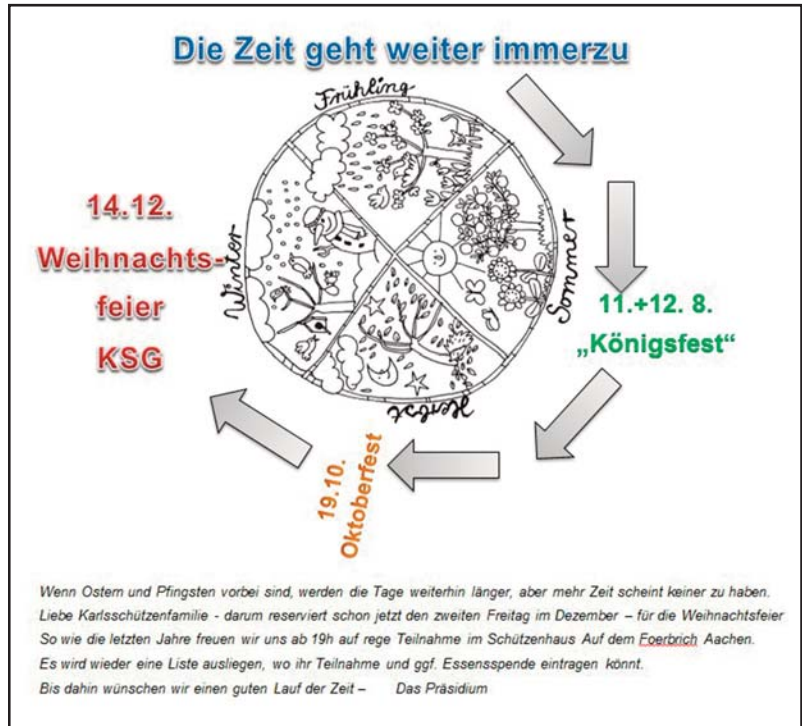 Die Zeit geht weiter immerzu
Frühling
Sommer
Herbst
Winter
11.+12. 8.
„Königsfest“
19.10.
Oktoberfest
14.12.
Weihnachts-
feier
KSG
Wenn Ostern und Pfingsten vorbei sind, werden die Tage weiterhin länger, aber mehr Zeit scheint keiner zu haben.
Liebe Karlsschützenfamilie - darum reserviert schon jetzt den zweiten Freitag im Dezember – für die Weihnachtsfeier
So wie die letzten Jahre freuen wir uns ab 19h auf rege Teilnahme im Schützenhaus Auf dem Foerbrich Aachen.
Es wird wieder eine Liste ausliegen, wo ihr Teilnahme und ggf. Essensspende eintragen könnt.
Bis dahin wünschen wir einen guten Lauf der Zeit – Das Präsidium